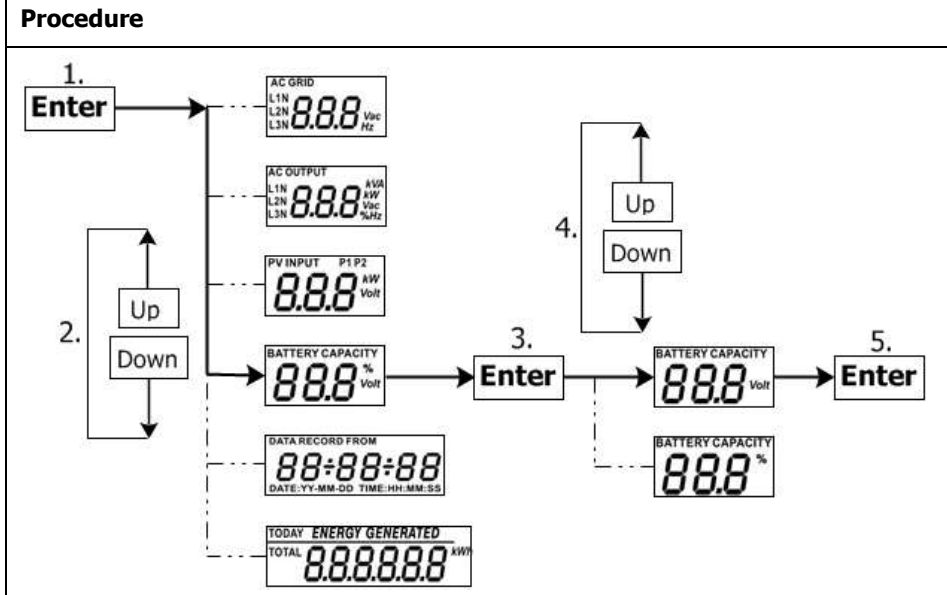 Procedure
1.
Enter
AC GRID
L1N
L2N
L3N
8.8.8
Vac
Hz
AC OUTPUT
L1N
L2N
L3N
8.8.8
kVA
kW
Vac
%Hz
PV INPUT P1 P2
8.8.8
kW
Volt
2.
Up
Down
BATTERY CAPACITY
88.8
%
Volt
3.
Enter
4.
Up
Down
BATTERY CAPACITY
88.8
Volt
5.
Enter
BATTERY CAPACITY
88.8
%
DATA RECORD FROM
88:88:88
DATE:YY-MM-DD TIME:HH:MM:SS
TODAY ENERGY GENERATED
TOTAL
8.8.8.8.8.8
kWh